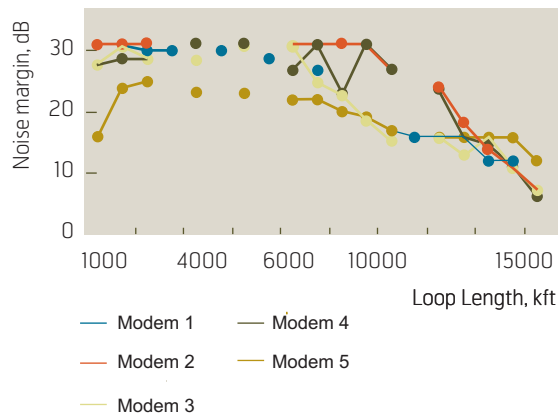 Noise margin, dB
30
20
10
0
1000 4000 6000 10000 15000
Loop Length, kft
Modem 1 Modem 4
Modem 2 Modem 5
Modem 3